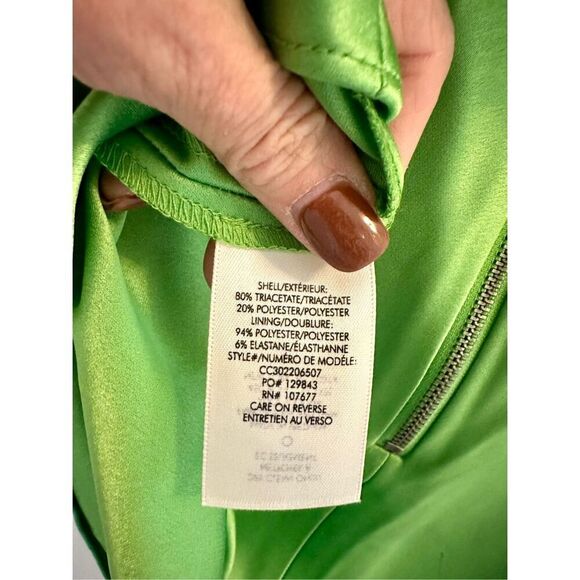 SHELL/EXTÉRIEUR:
80% TRIACETATE/TRIACÉTATE
20% POLYESTER/POLYESTER
LINING/DOUBLURE:
94% POLYESTER/POLYESTER
6% ELASTANE/ÉLASTHANNE
STYLE#/NUMÉRO DE MODÈLE:
CC302206507
PO# 129843
RN# 107677
CARE ON REVERSE
ENTRETIEN AU VERSO